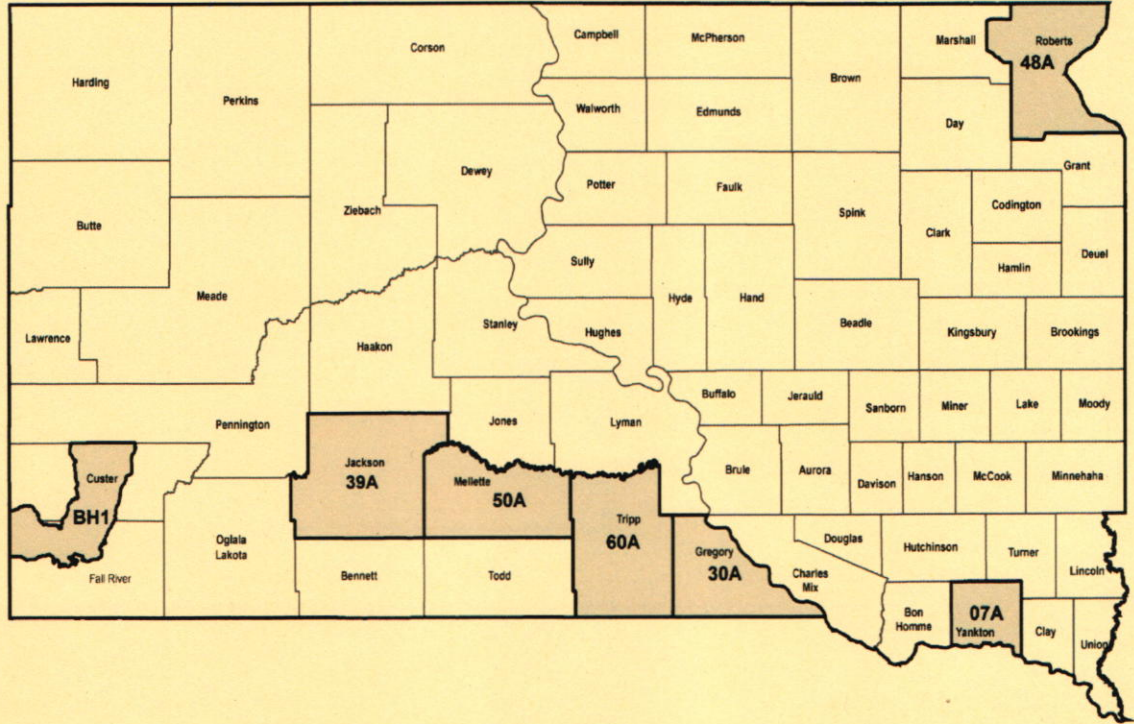 Harding
Perkins
Corson
Campbell
McPherson
Brown
Marshall
Roberts
48A
Walworth
Edmunds
Day
Butte
Ziebach
Dewey
Potter
Faulk
Spink
Clark
Codington
Grant
Hamlin
Deuel
Lawrence
Meade
Haakon
Stanley
Sully
Hughes
Hyde
Hand
Beadle
Kingsbury
Brookings
Pennington
Jones
Lyman
Buffalo
Jerauld
Sanborn
Miner
Lake
Moody
Custer
BH1
Jackson
39A
Mellette
50A
Tripp
60A
Brule
Aurora
Davison
Hanson
McCook
Minnehaha
Fall River
Oglala
Lakota
Bennett
Todd
Gregory
30A
Charles
Mix
Douglas
Hutchinson
Turner
Lincoln
Bon
Homme
07A
Yankton
Clay
Union